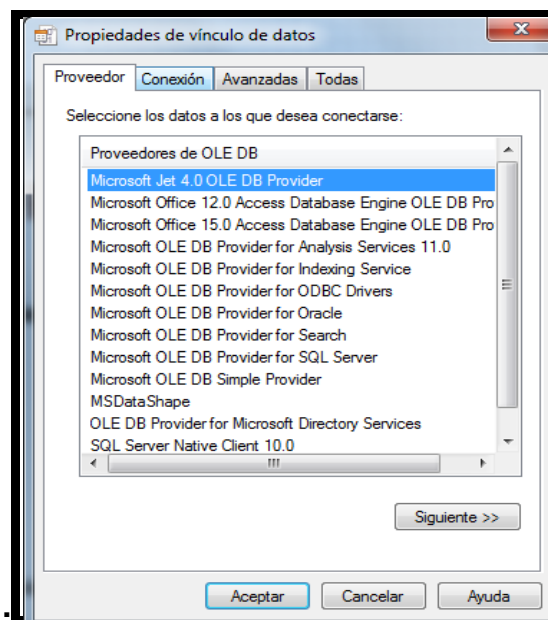 Propiedades de vínculo de datos
Proveedor Conexión Avanzadas Todas
Seleccione los datos a los que desea conectarse:
Proveedores de OLE DB
Microsoft Jet 4.0 OLE DB Provider
Microsoft Office 12.0 Access Database Engine OLE DB Pro
Microsoft Office 15.0 Access Database Engine OLE DB Pro
Microsoft OLE DB Provider for Analysis Services 11.0
Microsoft OLE DB Provider for Indexing Service
Microsoft OLE DB Provider for ODBC Drivers
Microsoft OLE DB Provider for Oracle
Microsoft OLE DB Provider for Search
Microsoft OLE DB Provider for SQL Server
Microsoft OLE DB Simple Provider
MSDataShape
OLE DB Provider for Microsoft Directory Services
SQL Server Native Client 10.0
Siguiente >>
Aceptar Cancelar Ayuda
.